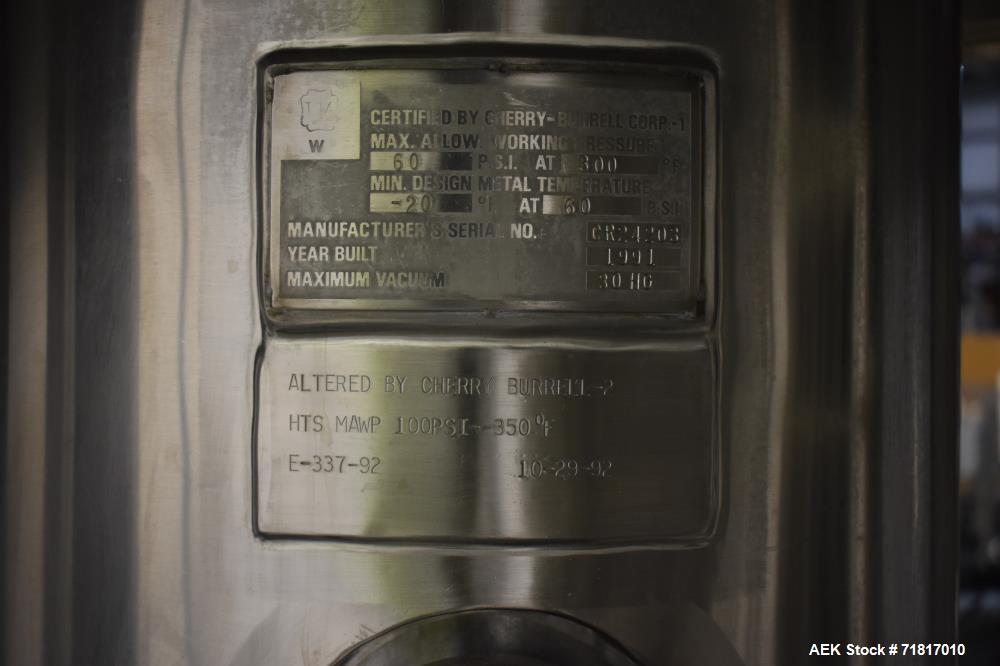 W
CERTIFIED BY CHERRY-BURRELL CORP.-1
MAX. ALLOW. WORKING PRESSURE
60 P.S.I. AT 300 °F
MIN. DESIGN METAL TEMPERATURE
-20 °F AT 60 P.S.I
MANUFACTURER'S SERIAL NO. CR24203
YEAR BUILT 1991
MAXIMUM VACUUM 30 HG
ALTERED BY CHERRY BURRELL-2
HTS MAWP 100PSI--350°F
E-337-92 10-29-92
AEK Stock #71817010